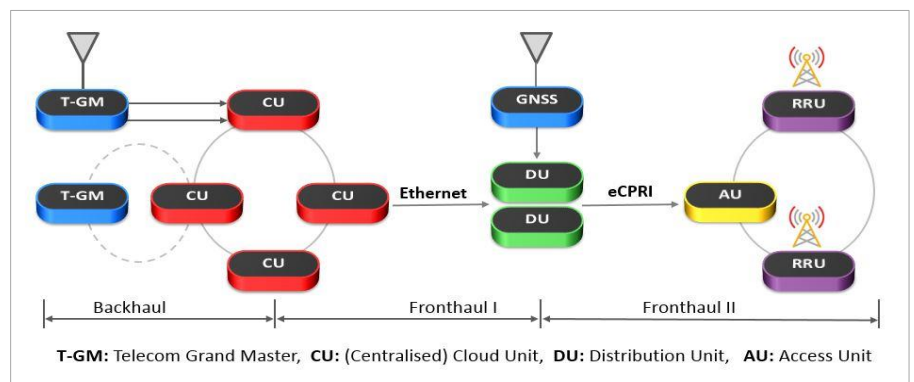 T-GM
CU
GNSS
RRU
T-GM
CU
CU
Ethernet
DU
DU
eCPRI
AU
CU
RRU
Backhaul
Fronthaul I
Fronthaul II
T-GM: Telecom Grand Master, CU: (Centralised) Cloud Unit, DU: Distribution Unit, AU: Access Unit